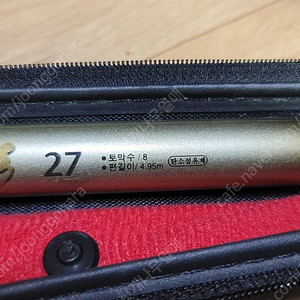 27
• 토막수 / 8
• 편길이 / 4.95m
탄소섬유제